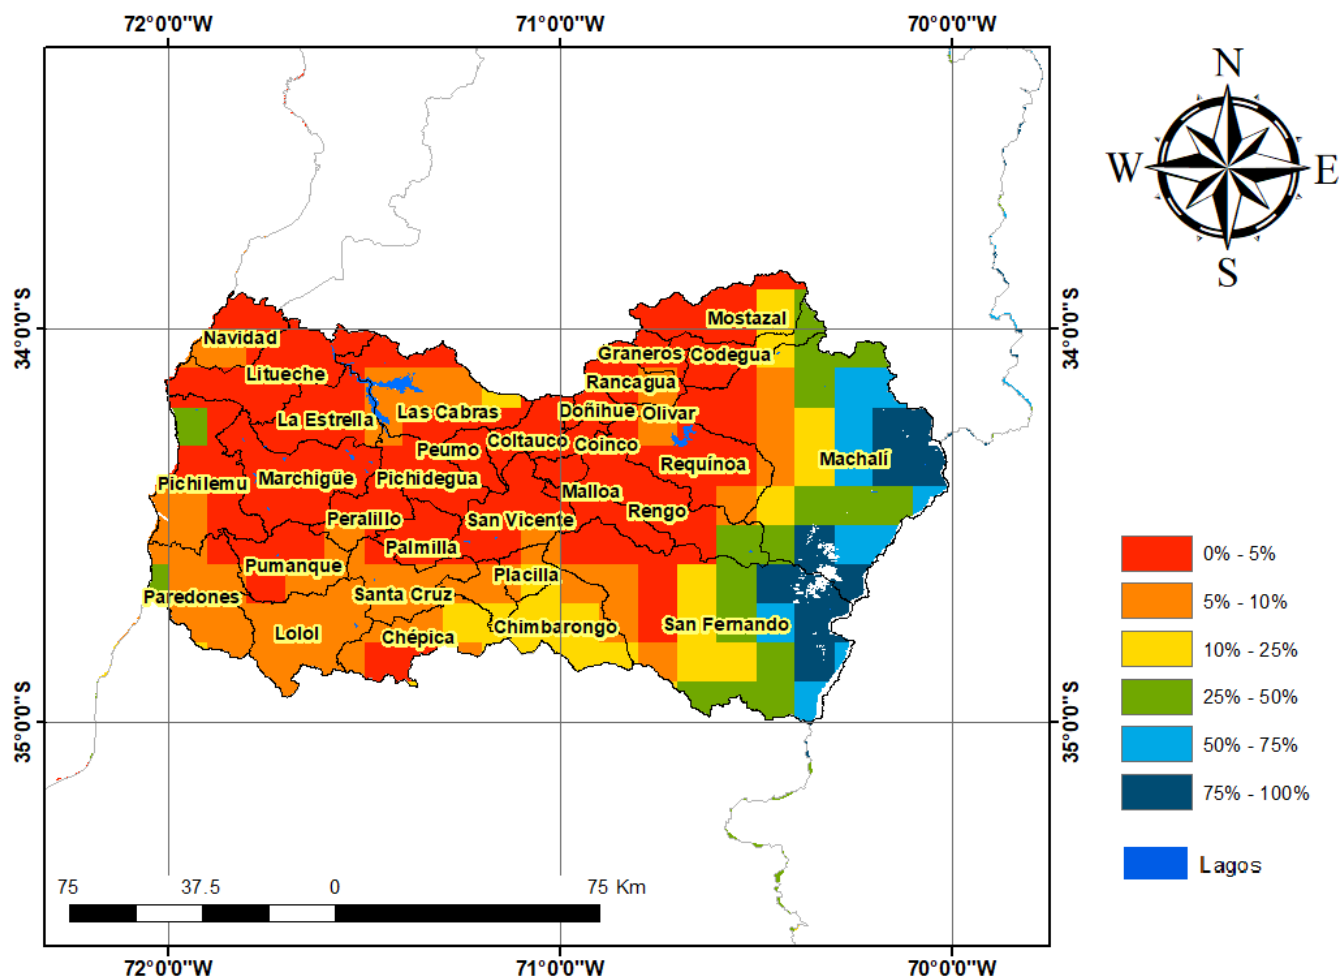 72°0'0"W 71°0'0"W 70°0'0"W
N
W E
S
34°0'0"S 34°0'0"S
Mostazal
Navidad
Graneros Codegua
Litueche
Rancagua
La Estrella Las Cabras Doñihue Olivar
Peumo Coltauco Coinco
Requínoa Machalí
Pichilemu Marchigüe Pichidegua
Malloa
Peralillo San Vicente Rengo
Palmilla
Pumanque
Placilla
Paredones Santa Cruz
Lolol Chépica Chimbarongo San Fernando
0% - 5%
5% - 10%
10% - 25%
25% - 50%
50% - 75%
75% - 100%
Lagos
35°0'0"S 35°0'0"S
75 37.5 0 75 Km
72°0'0"W 71°0'0"W 70°0'0"W